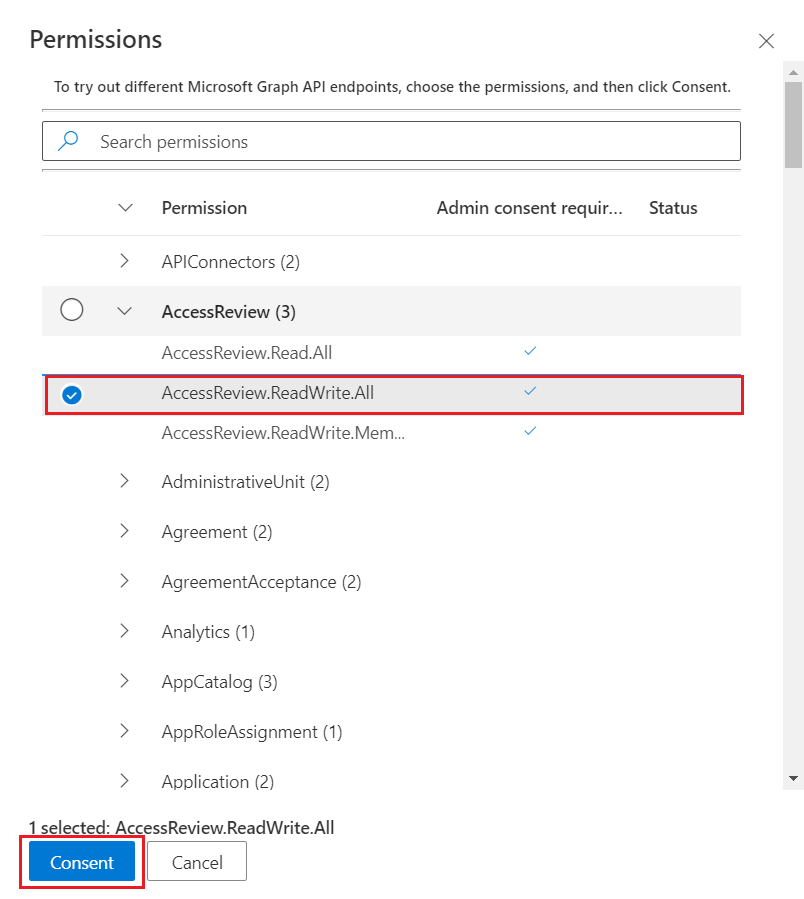 Permissions
To try out different Microsoft Graph API endpoints, choose the permissions, and then click Consent.
Search permissions
Permission Admin consent requir... Status
APIConnectors (2)
AccessReview (3)
AccessReview.Read.All
AccessReview.ReadWrite.All
AccessReview.ReadWrite.Mem...
AdministrativeUnit (2)
Agreement (2)
AgreementAcceptance (2)
Analytics (1)
AppCatalog (3)
AppRoleAssignment (1)
Application (2)
1 selected: AccessReview.ReadWrite.All
Consent Cancel